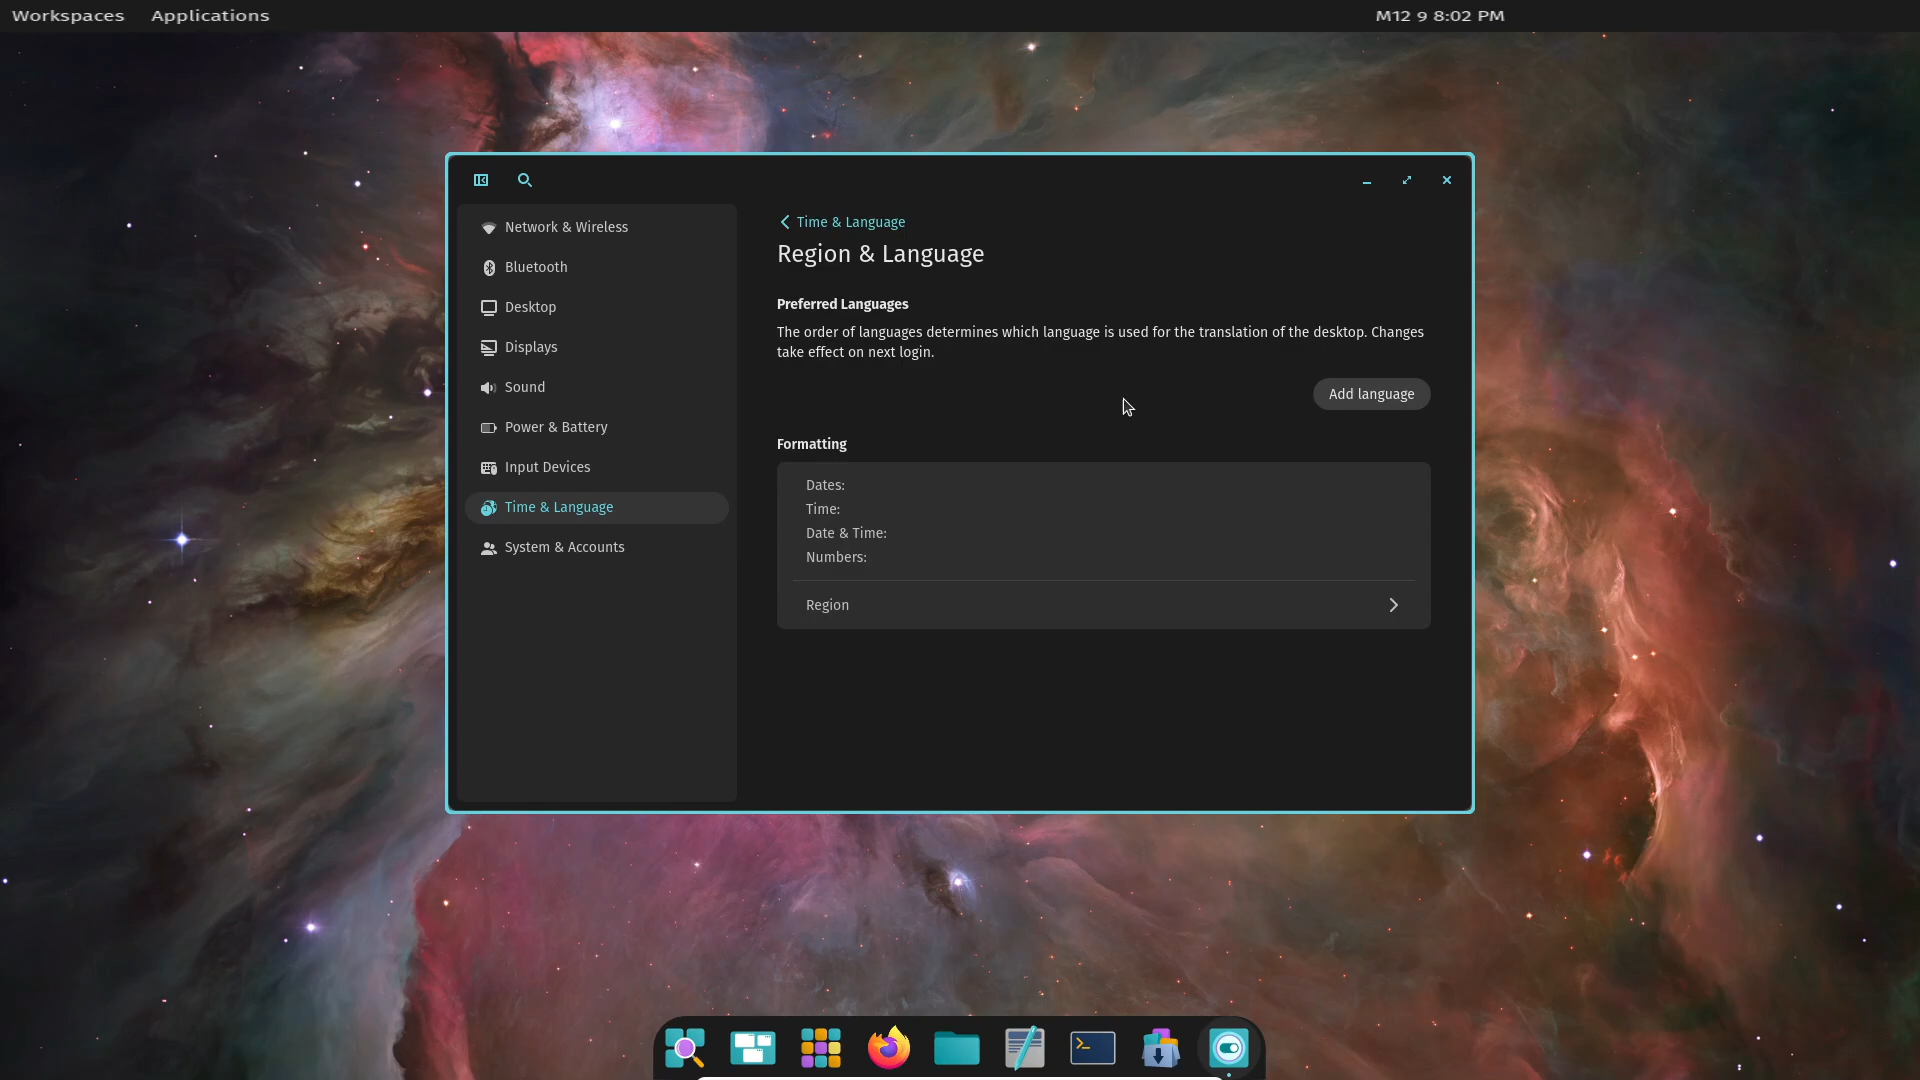 Workspaces Applications M12 9 8:02 PM
Network & Wireless
Bluetooth
Desktop
Displays
Sound
Power & Battery
Input Devices
Time & Language
System & Accounts
Time & Language
Region & Language
Preferred Languages
The order of languages determines which language is used for the translation of the desktop. Changes
take effect on next login.
Add language
Formatting
Dates:
Time:
Date & Time:
Numbers:
Region